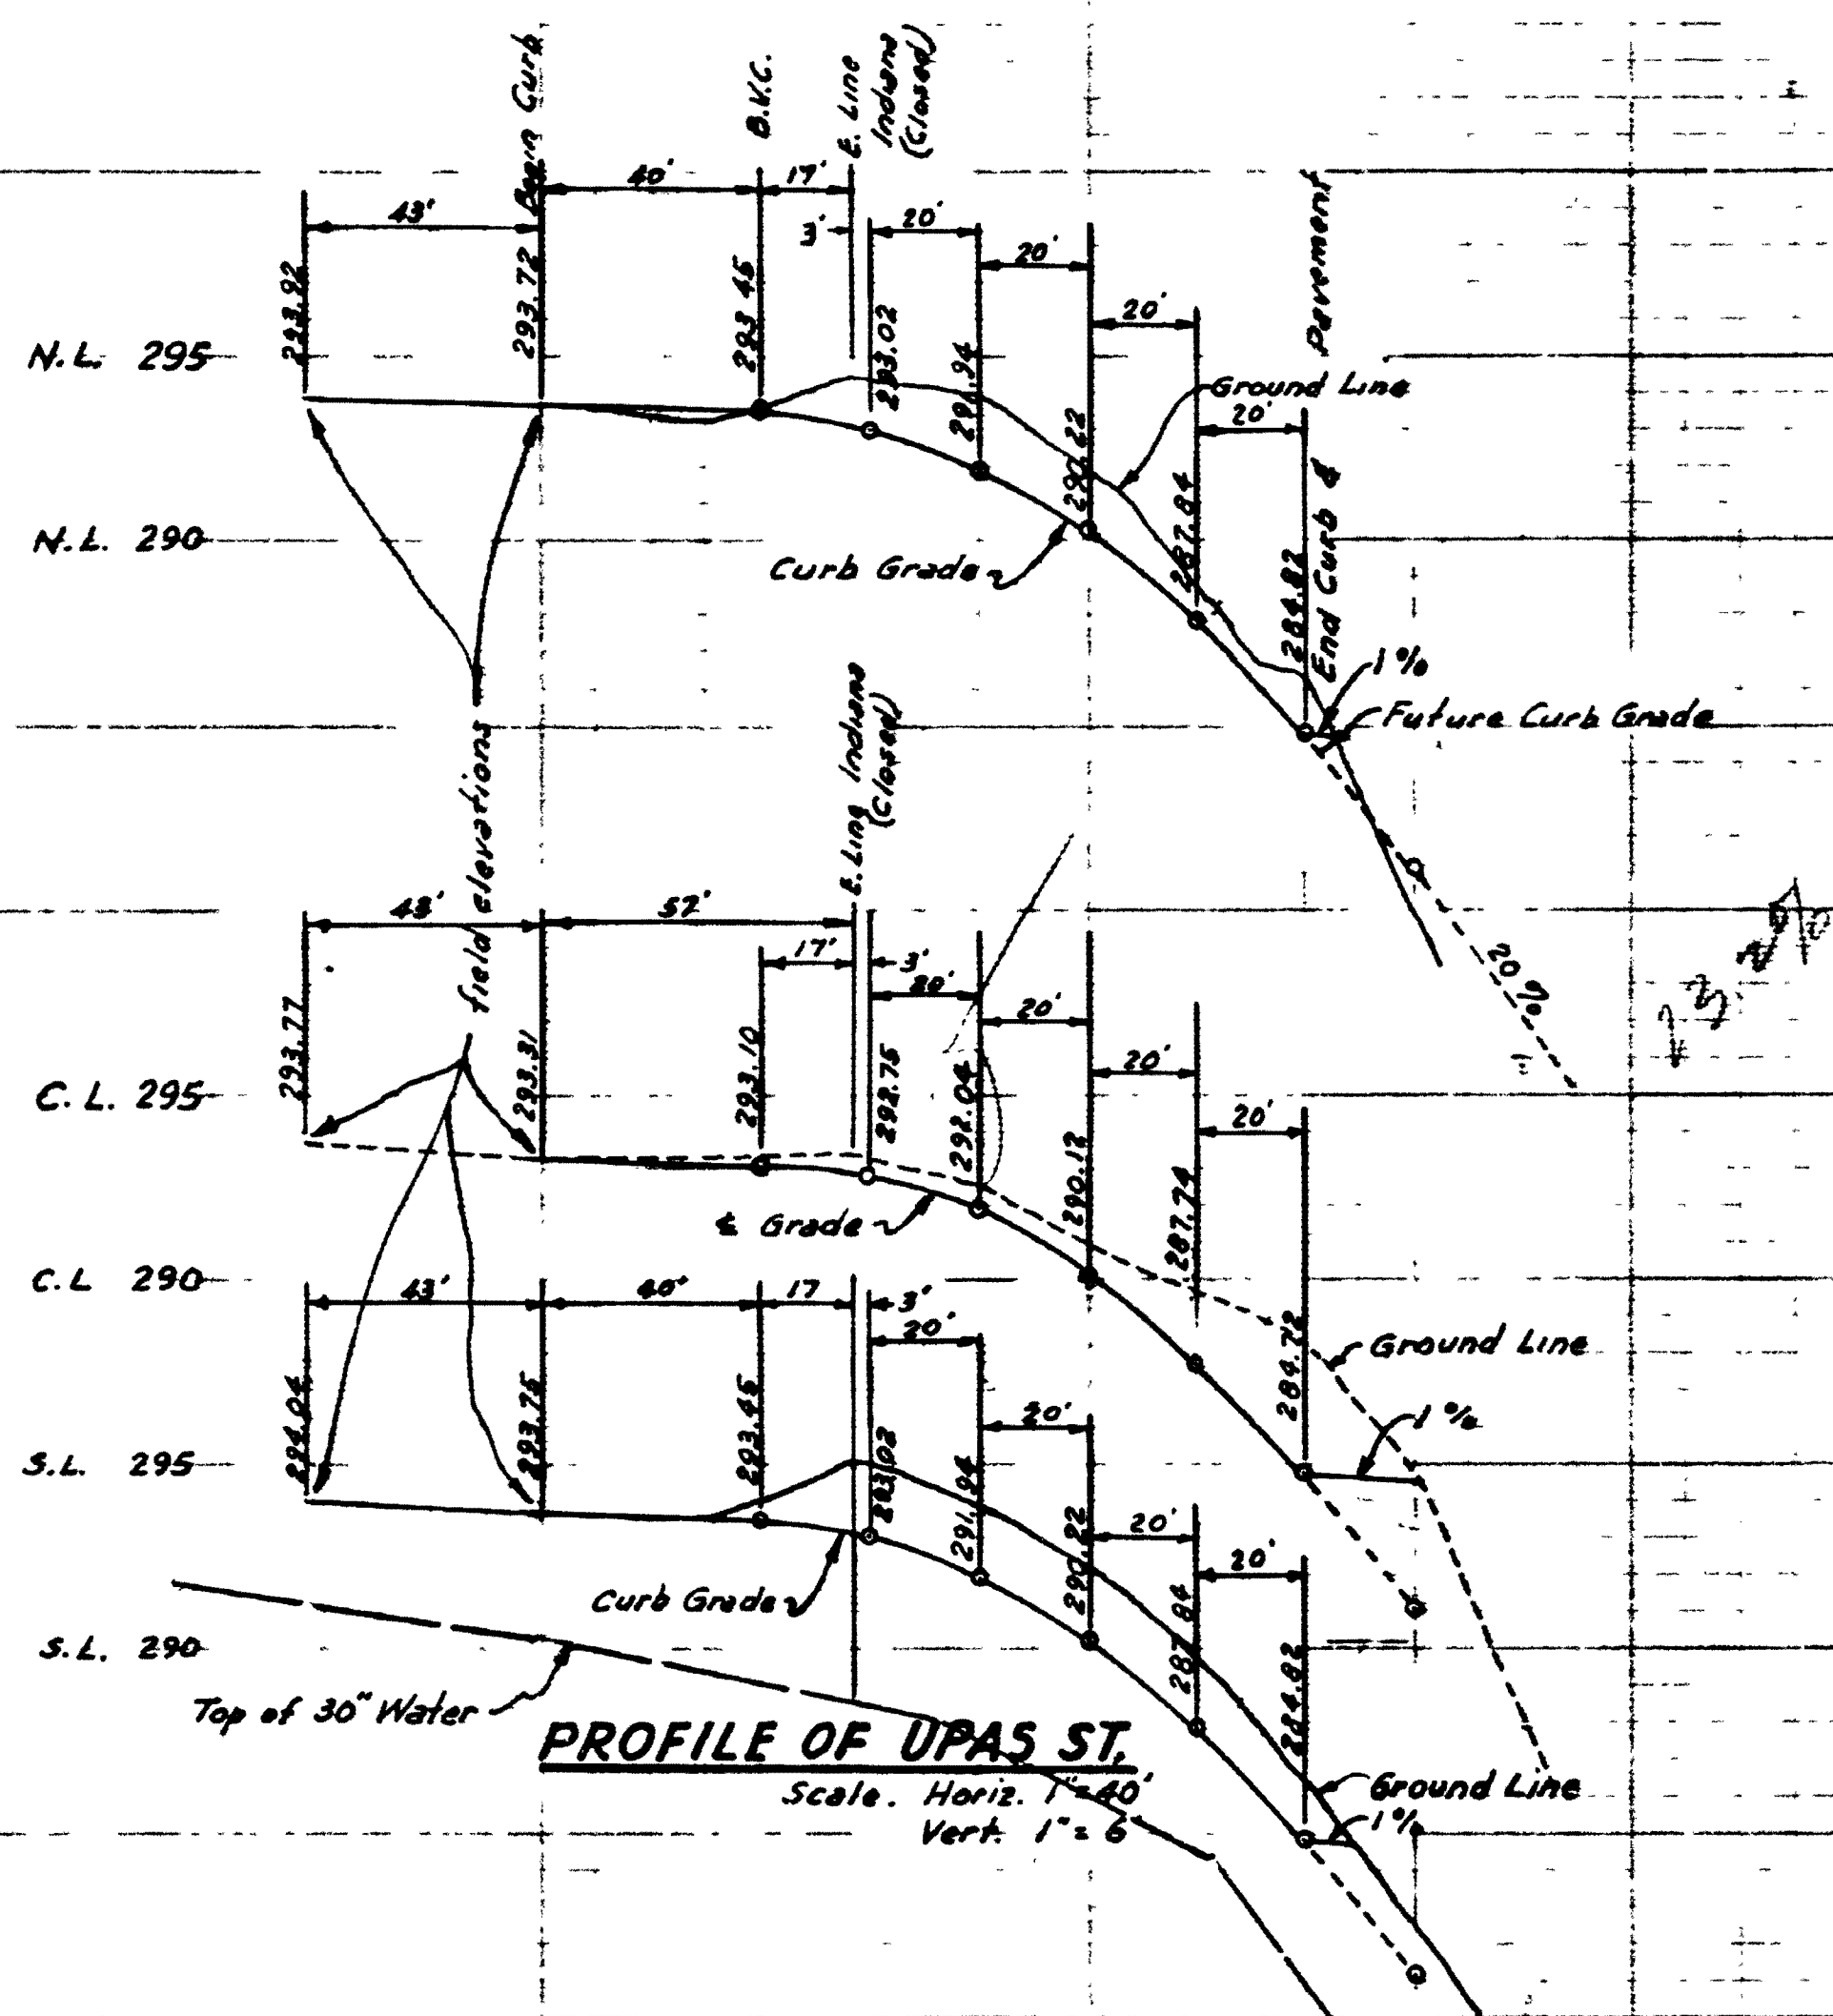 Begin Curb
B.V.C.
E. Line
Indiana
(Closed)
40'
17'
43'
3'
20'
20'
20'
20'
293.92
293.72
293 45
293.02
291.94
290.22
287.84
284.82
End Curb &
Pavement
N.L. 295
Ground Line
N.L. 290
Curb Grade
1%
Future Curb Grade
20%
field elevations
E. Line Indiana
(Closed)
43'
57'
17'
3'
20'
20'
20'
20'
293.77
293.31
293.10
292.75
292.04
290.12
287.74
284.72
C.L. 295
℄ Grade
C.L 290
Ground Line
1%
43'
40'
17
3'
20'
20'
20'
20'
294.04
293.75
293.45
293.02
291.94
290.22
287.84
284.82
S.L. 295
Curb Grade
S.L. 290
Top of 30" Water
Ground Line
1%
PROFILE OF UPAS ST.
Scale. Horiz. 1"=40'
Vert. 1"= 6'